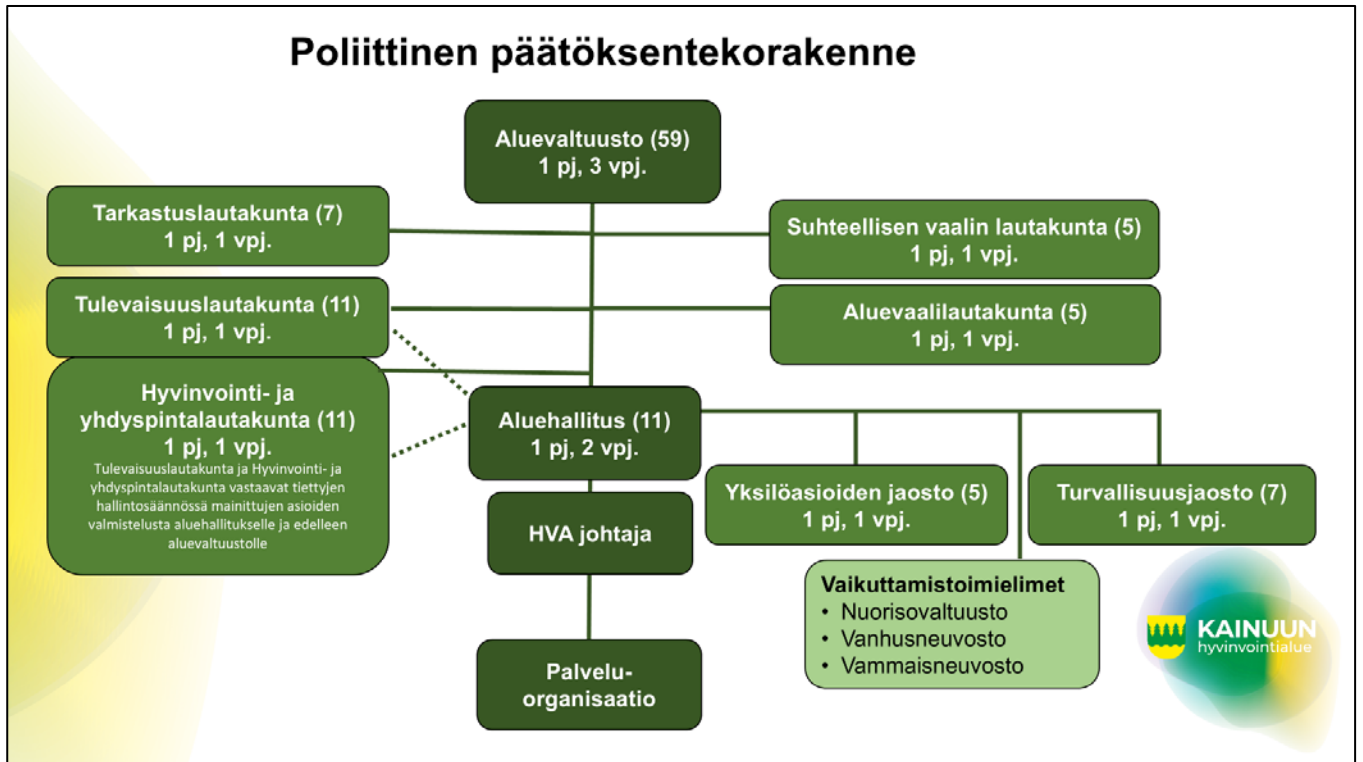 Poliittinen päätöksentekorakenne
Aluevaltuusto (59)
1 pj, 3 vpj.
Tarkastuslautakunta (7)
1 pj, 1 vpj.
Suhteellisen vaalin lautakunta (5)
1 pj, 1 vpj.
Tulevaisuuslautakunta (11)
1 pj, 1 vpj.
Aluevaalilautakunta (5)
1 pj, 1 vpj.
Hyvinvointi- ja
yhdyspintalautakunta (11)
1 pj, 1 vpj.
Tulevaisuuslautakunta ja Hyvinvointi- ja
yhdyspintalautakunta vastaavat tiettyjen
hallintosäännössä mainittujen asioiden
valmistelusta aluehallitukselle ja edelleen
aluevaltuustolle
Aluehallitus (11)
1 pj, 2 vpj.
Yksilöasioiden jaosto (5)
1 pj, 1 vpj.
Turvallisuusjaosto (7)
1 pj, 1 vpj.
HVA johtaja
Vaikuttamistoimielimet
• Nuorisovaltuusto
• Vanhusneuvosto
• Vammaisneuvosto
Palvelu-
organisaatio
KAINUUN
hyvinvointialue